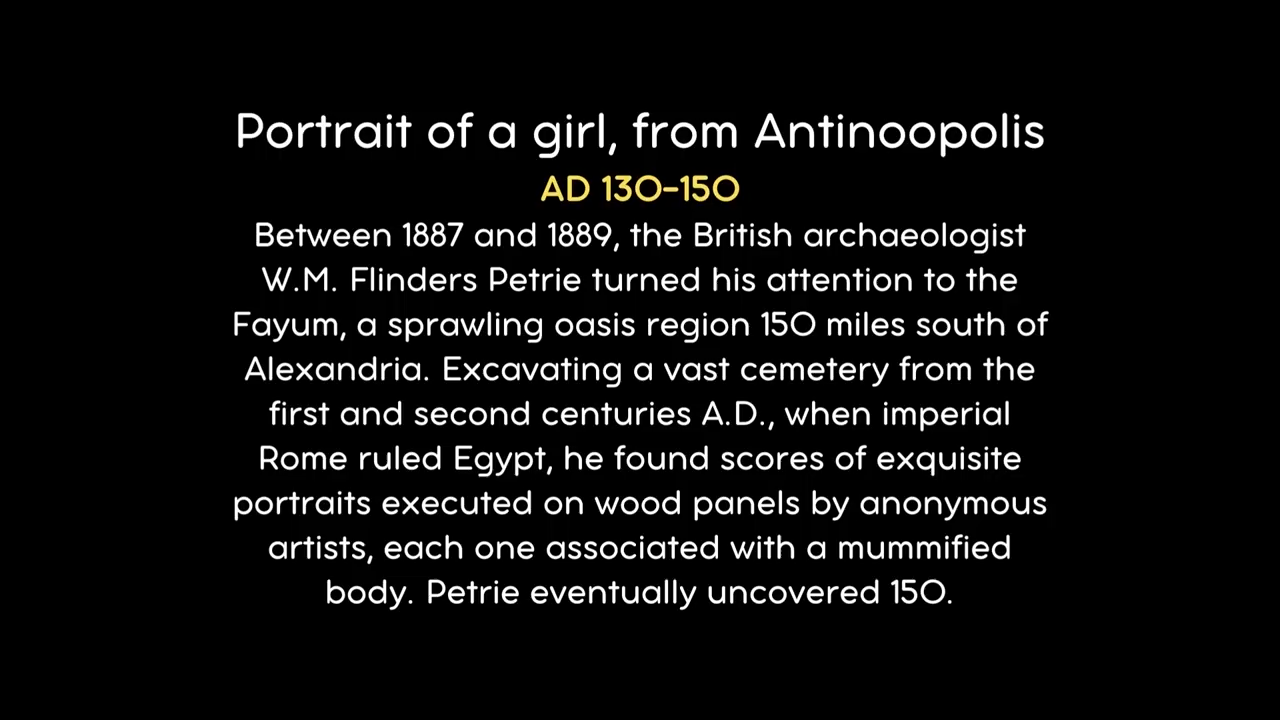 Portrait of a girl, from Antinoopolis
AD 130-150
Between 1887 and 1889, the British archaeologist
W.M. Flinders Petrie turned his attention to the
Fayum, a sprawling oasis region 150 miles south of
Alexandria. Excavating a vast cemetery from the
first and second centuries A.D., when imperial
Rome ruled Egypt, he found scores of exquisite
portraits executed on wood panels by anonymous
artists, each one associated with a mummified
body. Petrie eventually uncovered 150.